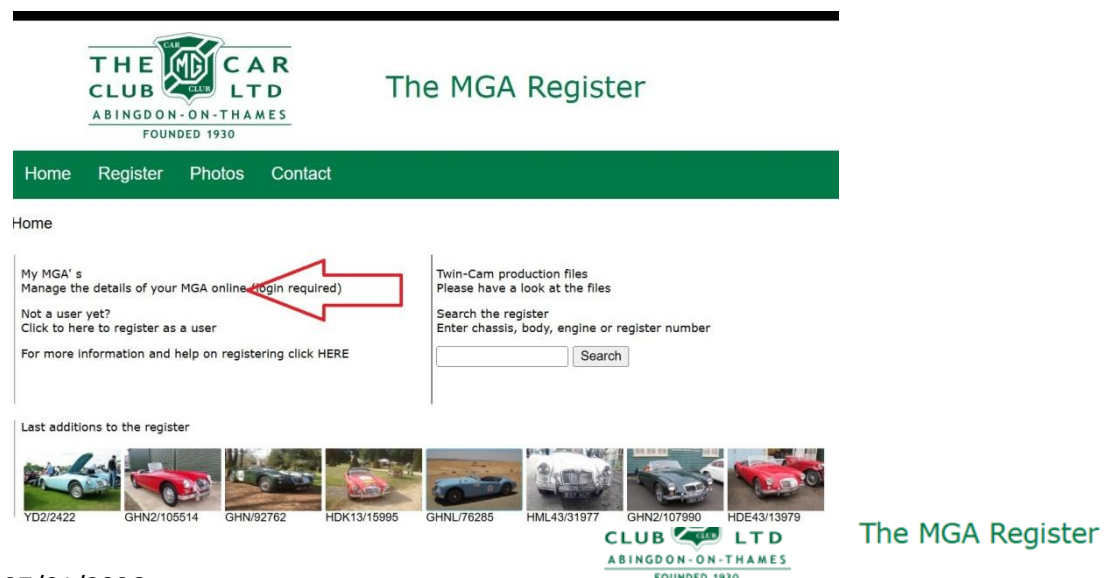 THE CAR CAR
CLUB CLUB LTD
MG
ABINGDON-ON-THAMES
FOUNDED 1930
The MGA Register
Home Register Photos Contact
Home
My MGA' s
Manage the details of your MGA online (login required)
Not a user yet?
Click to here to register as a user
For more information and help on registering click HERE
Twin-Cam production files
Please have a look at the files
Search the register
Enter chassis, body, engine or register number
Search
Last additions to the register
YD2/2422 GHN2/105514 GHN/92762 HDK13/15995 GHNL/76285 HML43/31977 GHN2/107990 HDE43/13979
CLUB CLUB LTD
ABINGDON-ON-THAMES
FOUNDED 1930
The MGA Register